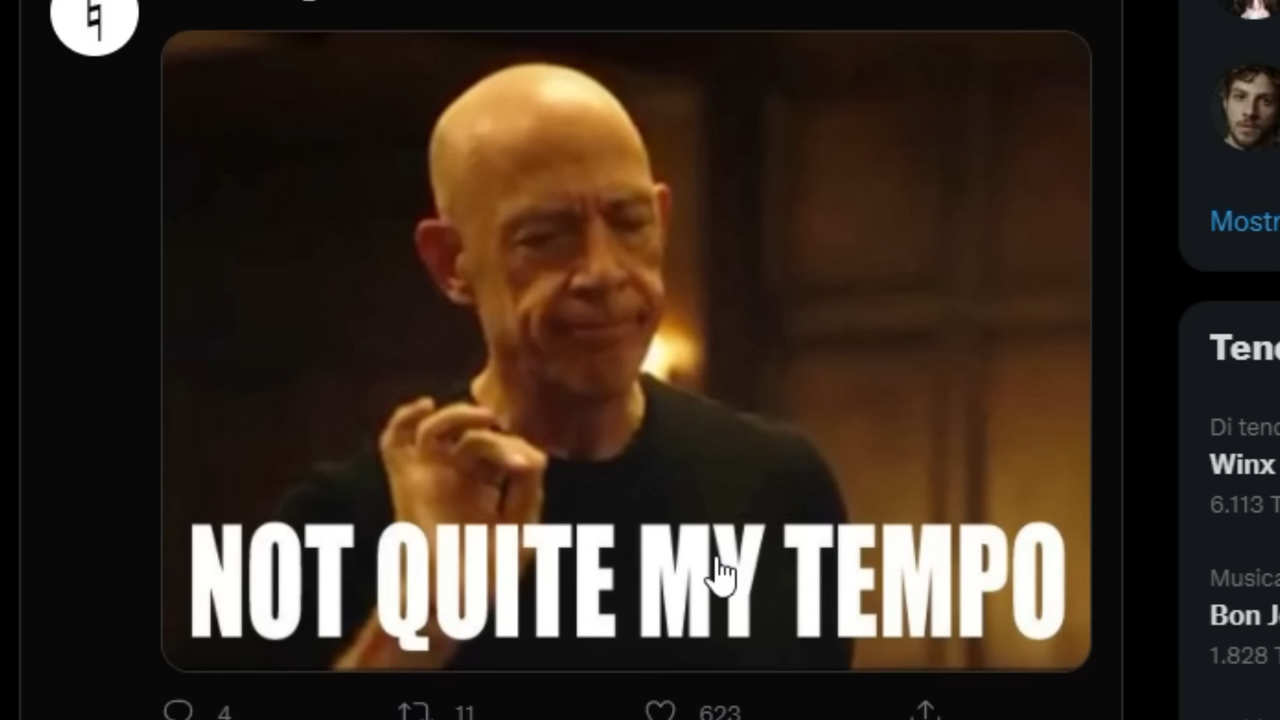 NOT QUITE MY TEMPO
4 11 623
Mostr
Tend
Di tend
Winx
6.113 T
Musica
Bon J
1.828 T